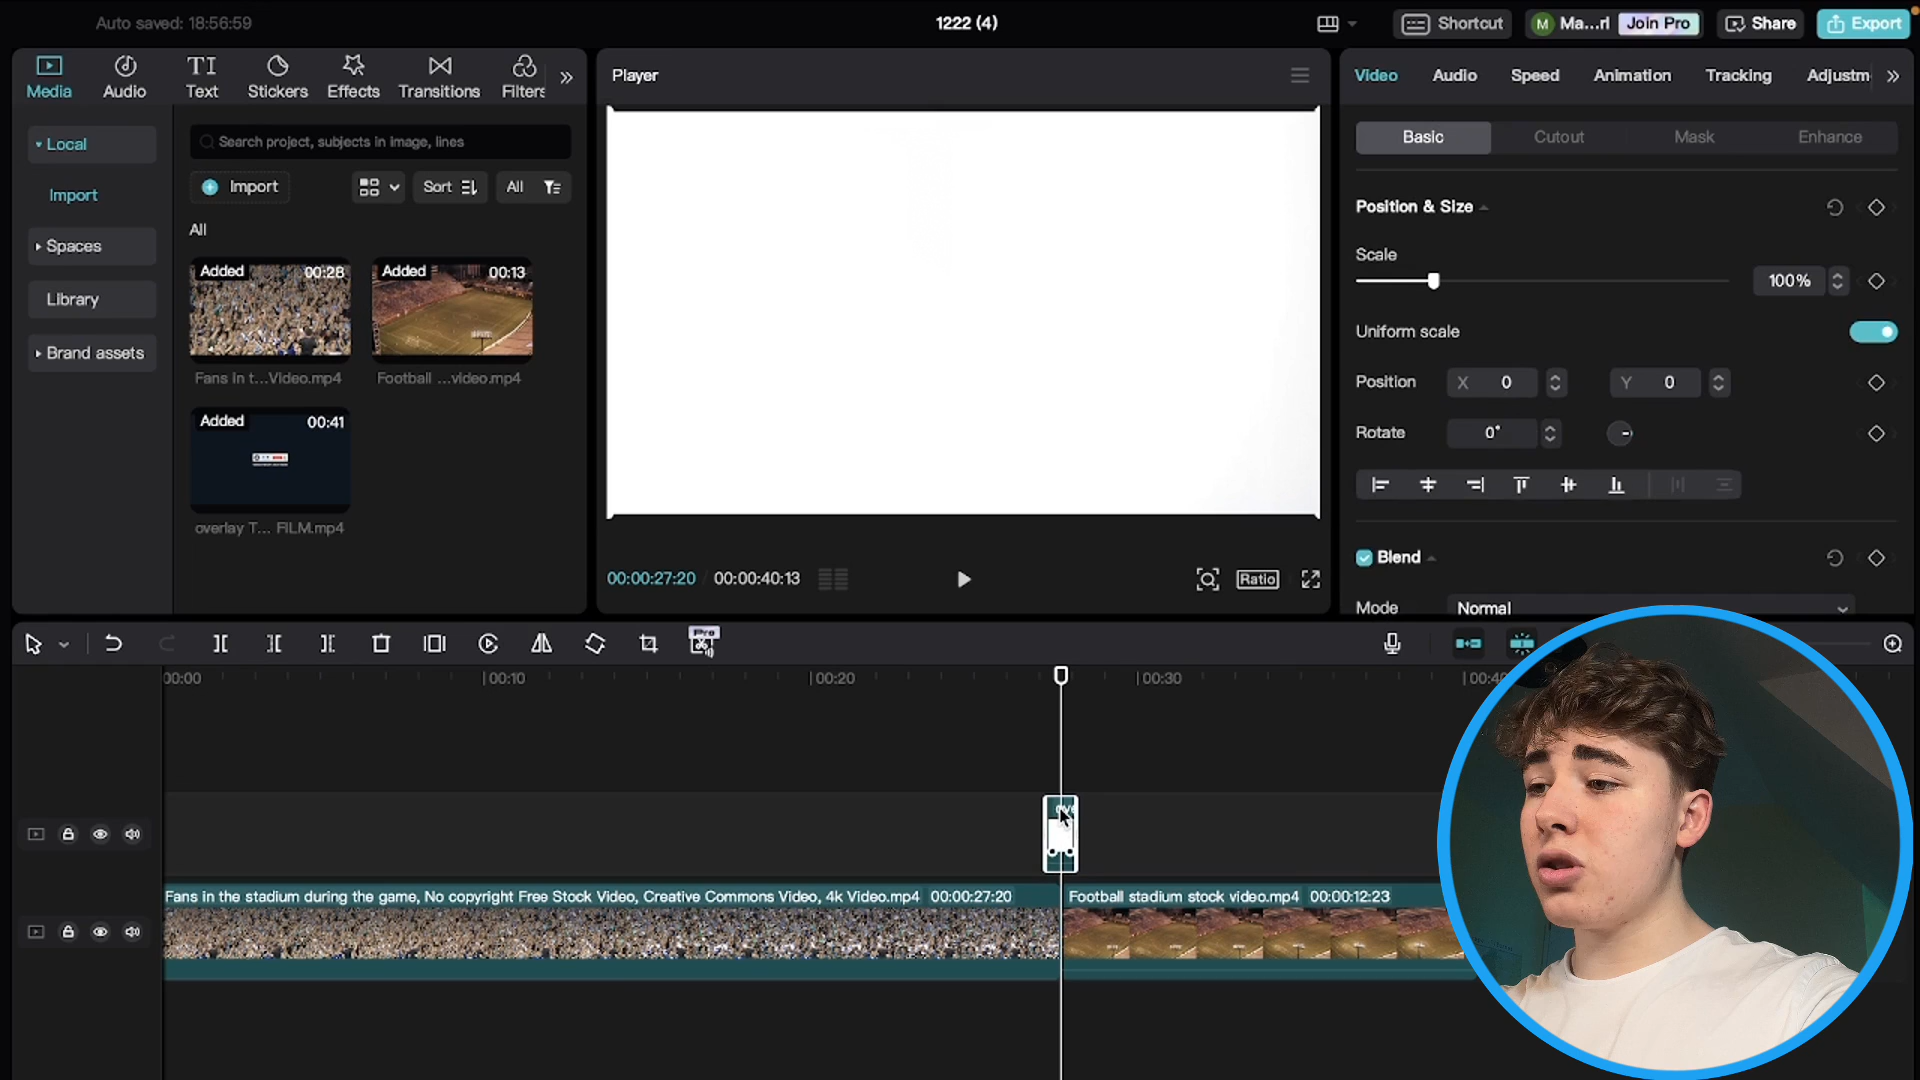 Auto saved: 18:56:59
1222 (4)
Shortcut
M Ma...rl Join Pro
Share
Export
Media
Audio
TI Text
Stickers
Effects
Transitions
Filters
Player
Video
Audio
Speed
Animation
Tracking
Adjustm
Local
Import
Spaces
Library
Brand assets
Search project, subjects in image, lines
Import
Sort
All
All
Added 00:28
Fans in t...Video.mp4
Added 00:13
Football ...video.mp4
Added 00:41
overlay T... FILM.mp4
00:00:27:20 00:00:40:13
Ratio
Basic
Cutout
Mask
Enhance
Position & Size
Scale
100%
Uniform scale
Position X 0 Y 0
Rotate 0°
Blend
Mode Normal
Pro
00:00 00:10 00:20 00:30 00:40
Fans in the stadium during the game, No copyright Free Stock Video, Creative Commons Video, 4k Video.mp4 00:00:27:20
Football stadium stock video.mp4 00:00:12:23